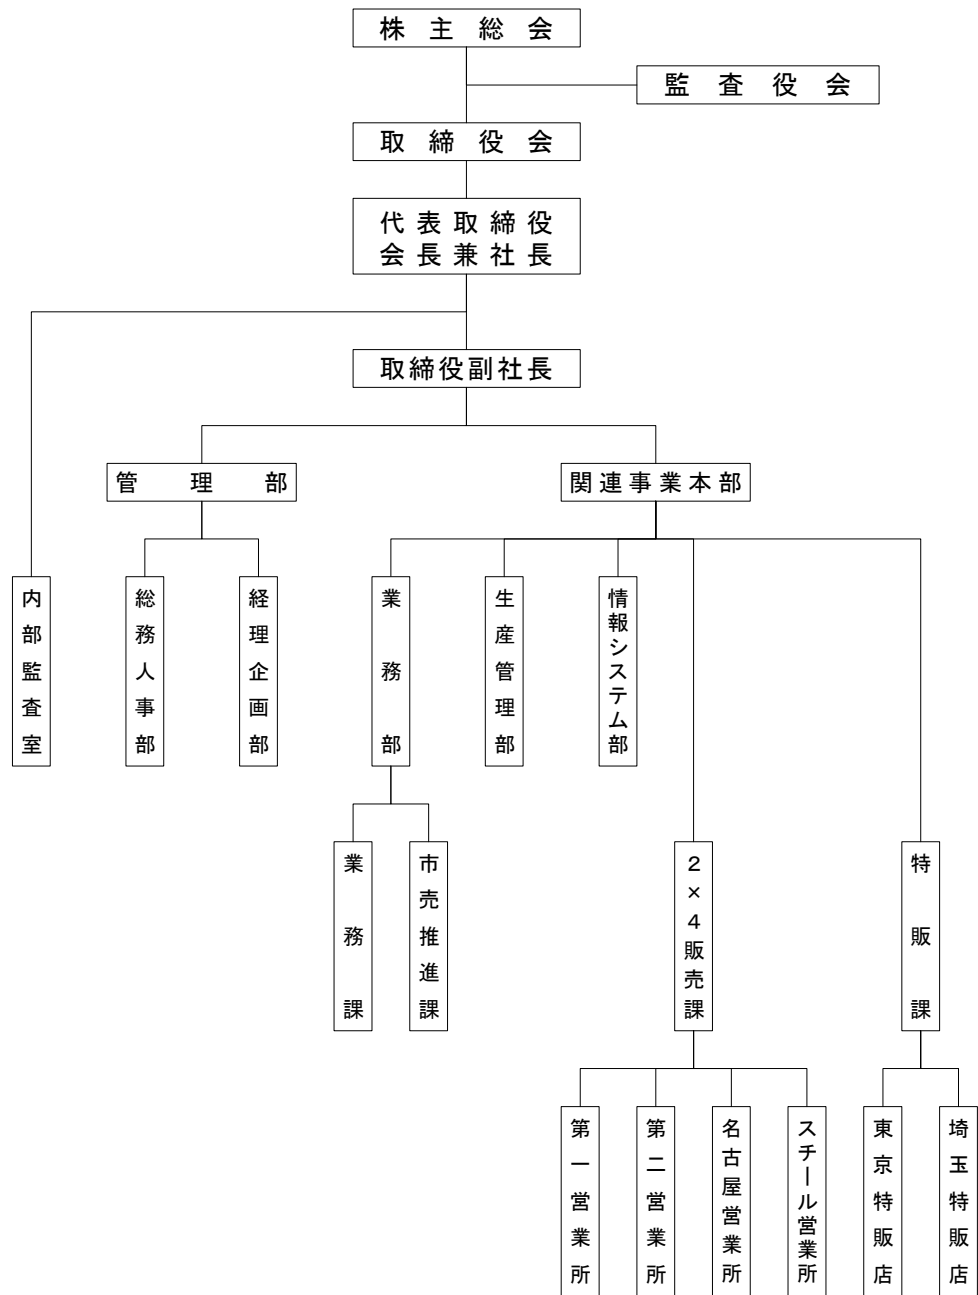 株主総会
監査役会
取締役会
代表取締役
会長兼社長
取締役副社長
管理部
関連事業本部
内部監査室
総務人事部
経理企画部
業務部
生産管理部
情報システム部
業務課
市売推進課
2×4販売課
特販課
第一営業所
第二営業所
名古屋営業所
スチール営業所
東京特販店
埼玉特販店